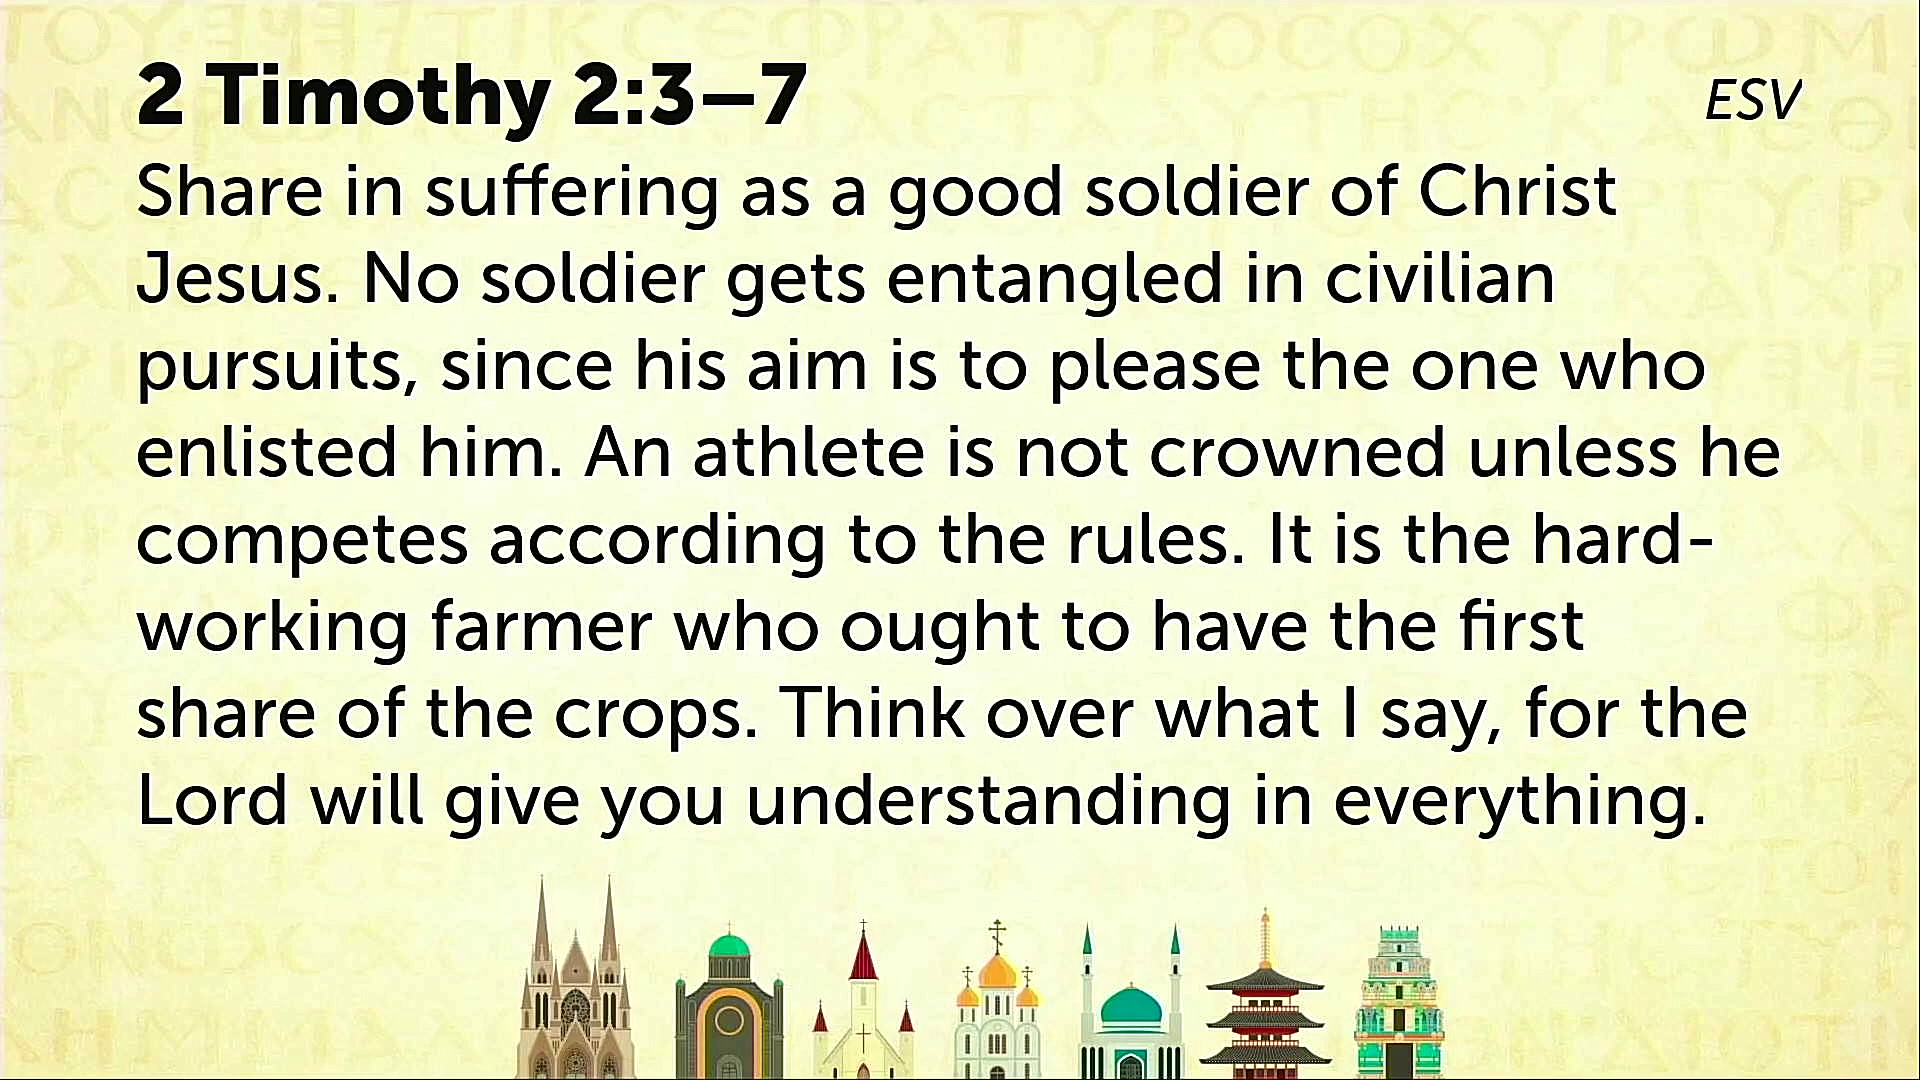 2 Timothy 2:3–7
ESV
Share in suffering as a good soldier of Christ
Jesus. No soldier gets entangled in civilian
pursuits, since his aim is to please the one who
enlisted him. An athlete is not crowned unless he
competes according to the rules. It is the hard-
working farmer who ought to have the first
share of the crops. Think over what I say, for the
Lord will give you understanding in everything.